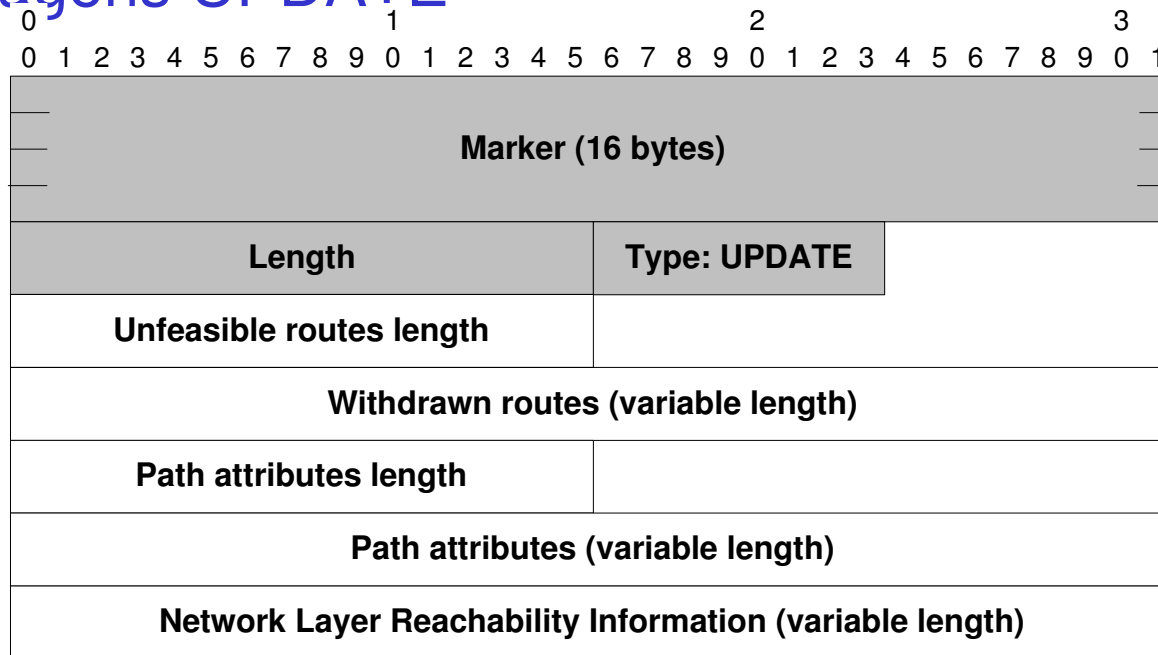 UPDATE
0 1 2 3
0 1 2 3 4 5 6 7 8 9 0 1 2 3 4 5 6 7 8 9 0 1 2 3 4 5 6 7 8 9 0 1
Marker (16 bytes)
Length Type: UPDATE
Unfeasible routes length
Withdrawn routes (variable length)
Path attributes length
Path attributes (variable length)
Network Layer Reachability Information (variable length)